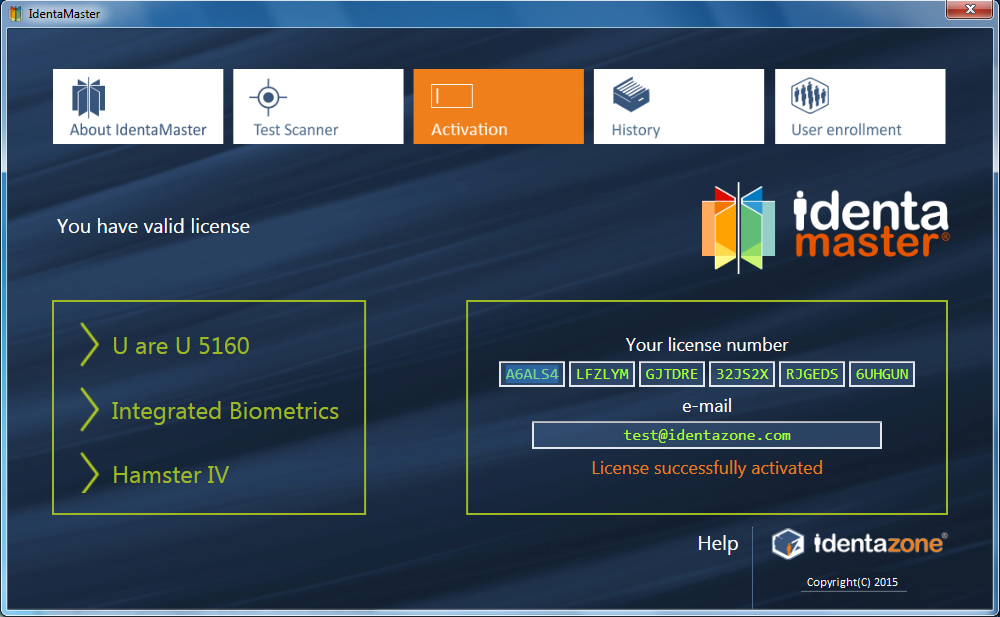 IdentaMaster
About IdentaMaster
Test Scanner
Activation
History
User enrollment
You have valid license
identa
master®
U are U 5160
Integrated Biometrics
Hamster IV
Your license number
A6ALS4 LFZLYM GJTDRE 32JS2X RJGEDS 6UHGUN
e-mail
test@identazone.com
License successfully activated
Help
identazone®
Copyright(C) 2015